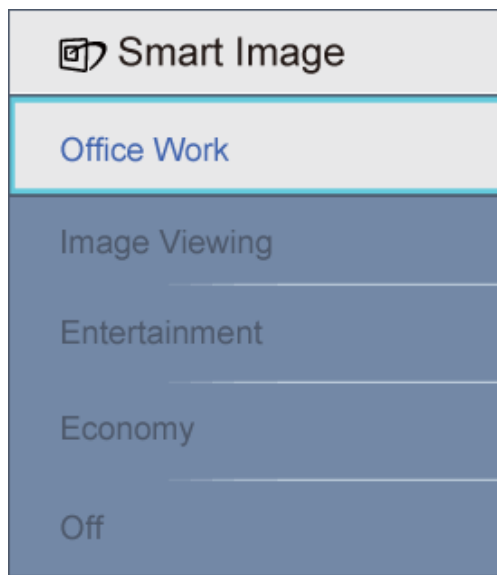 Smart Image
Office Work
Image Viewing
Entertainment
Economy
Off